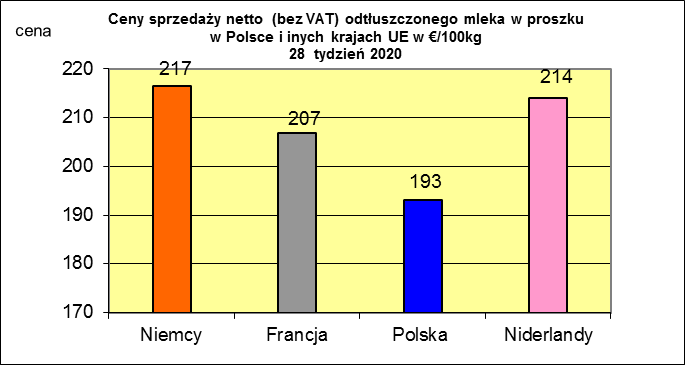 Ceny sprzedaży netto (bez VAT) odtłuszczonego mleka w proszku
w Polsce i inych krajach UE w €/100kg
28 tydzień 2020
cena
220
210
200
190
180
170
217
207
193
214
Niemcy
Francja
Polska
Niderlandy